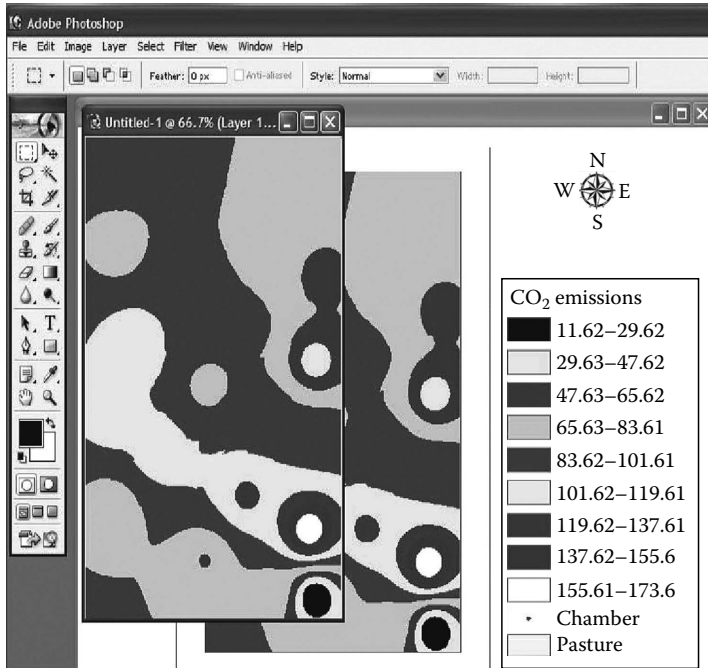 Adobe Photoshop
File Edit Image Layer Select Filter View Window Help
Feather: 0 px Anti-aliased Style: Normal Width: Height:
Untitled-1 @ 66.7% (Layer 1...
N
W E
S
CO₂ emissions
11.62–29.62
29.63–47.62
47.63–65.62
65.63–83.61
83.62–101.61
101.62–119.61
119.62–137.61
137.62–155.6
155.61–173.6
Chamber
Pasture